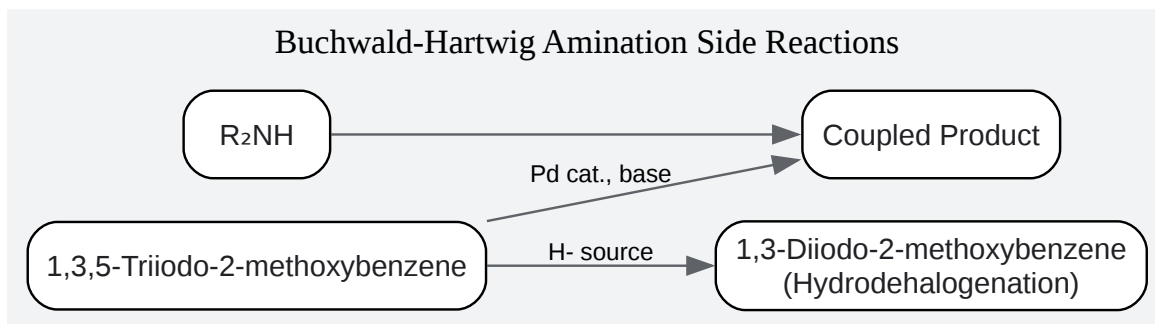 Buchwald-Hartwig Amination Side Reactions
R₂NH
Coupled Product
Pd cat., base
1,3,5-Triiodo-2-methoxybenzene
H- source
1,3-Diiodo-2-methoxybenzene
(Hydrodehalogenation)